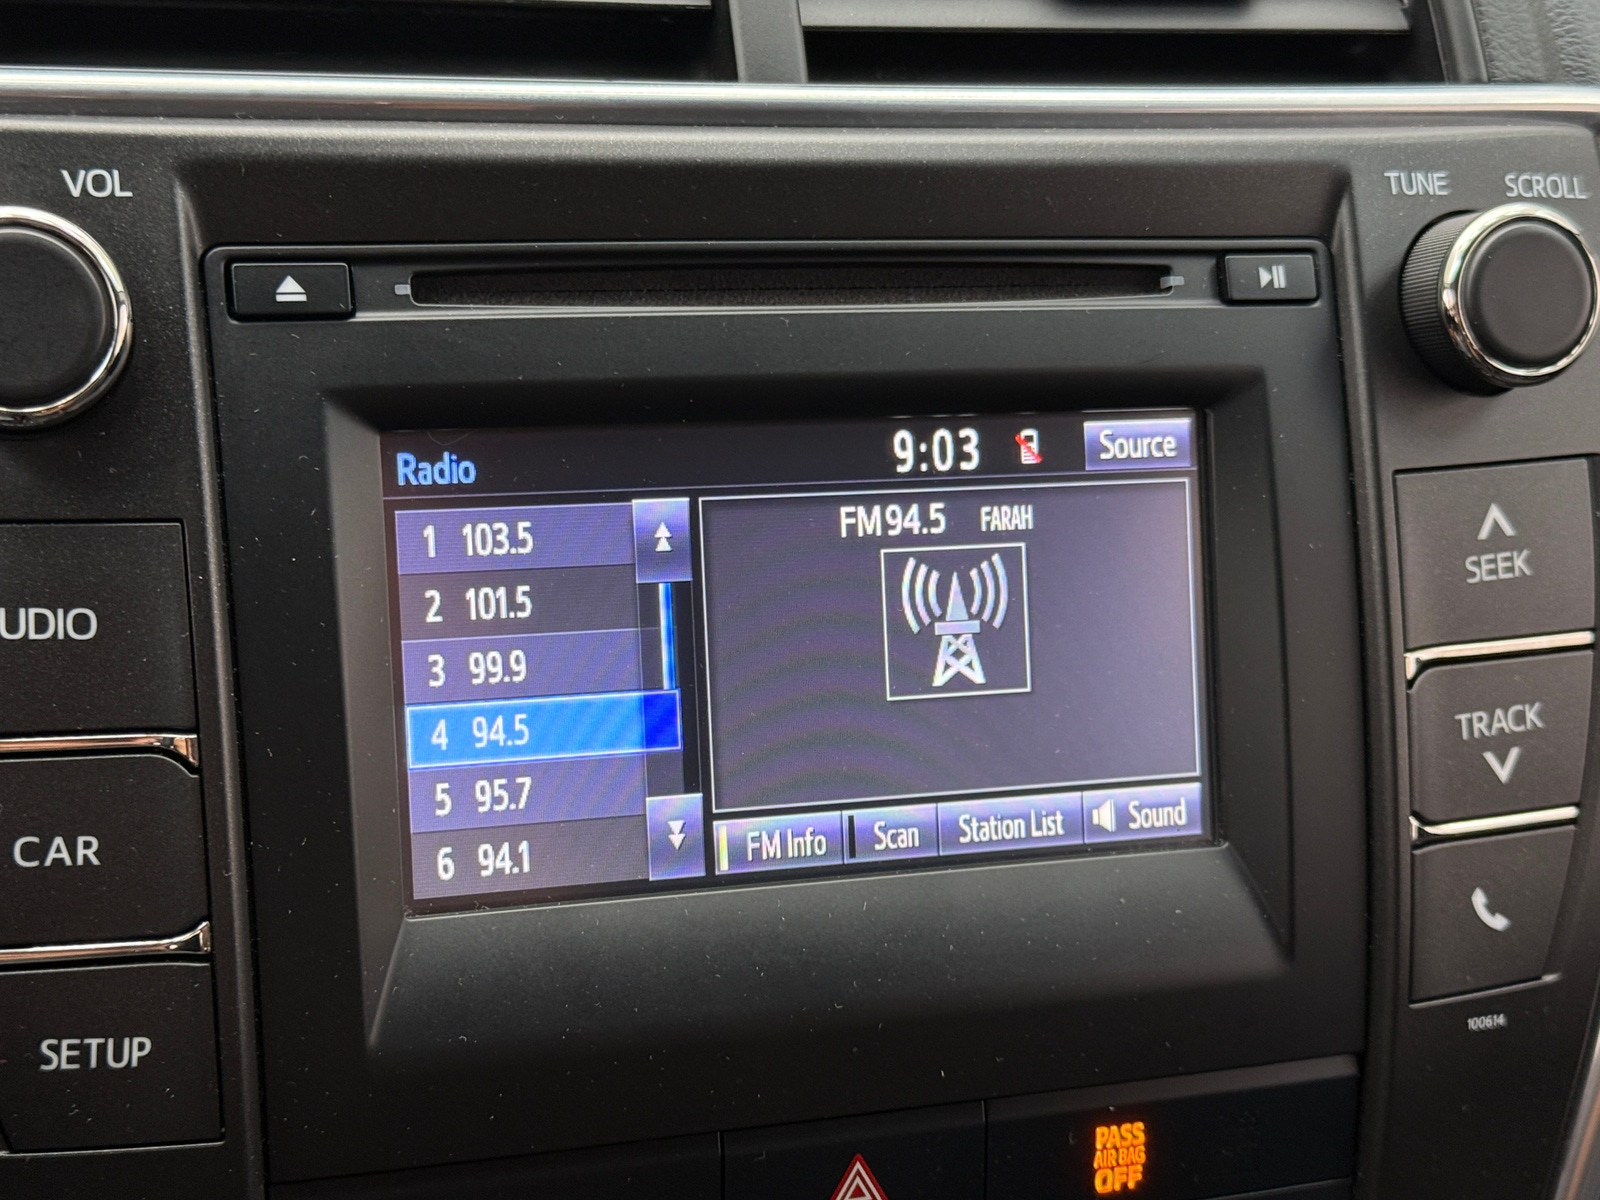 VOL
TUNE SCROLL
Radio
9:03
Source
1 103.5
2 101.5
3 99.9
4 94.5
5 95.7
6 94.1
FM 94.5 FARAH
FM Info
Scan
Station List
Sound
UDIO
CAR
SETUP
SEEK
TRACK
100614
PASS
AIR BAG
OFF